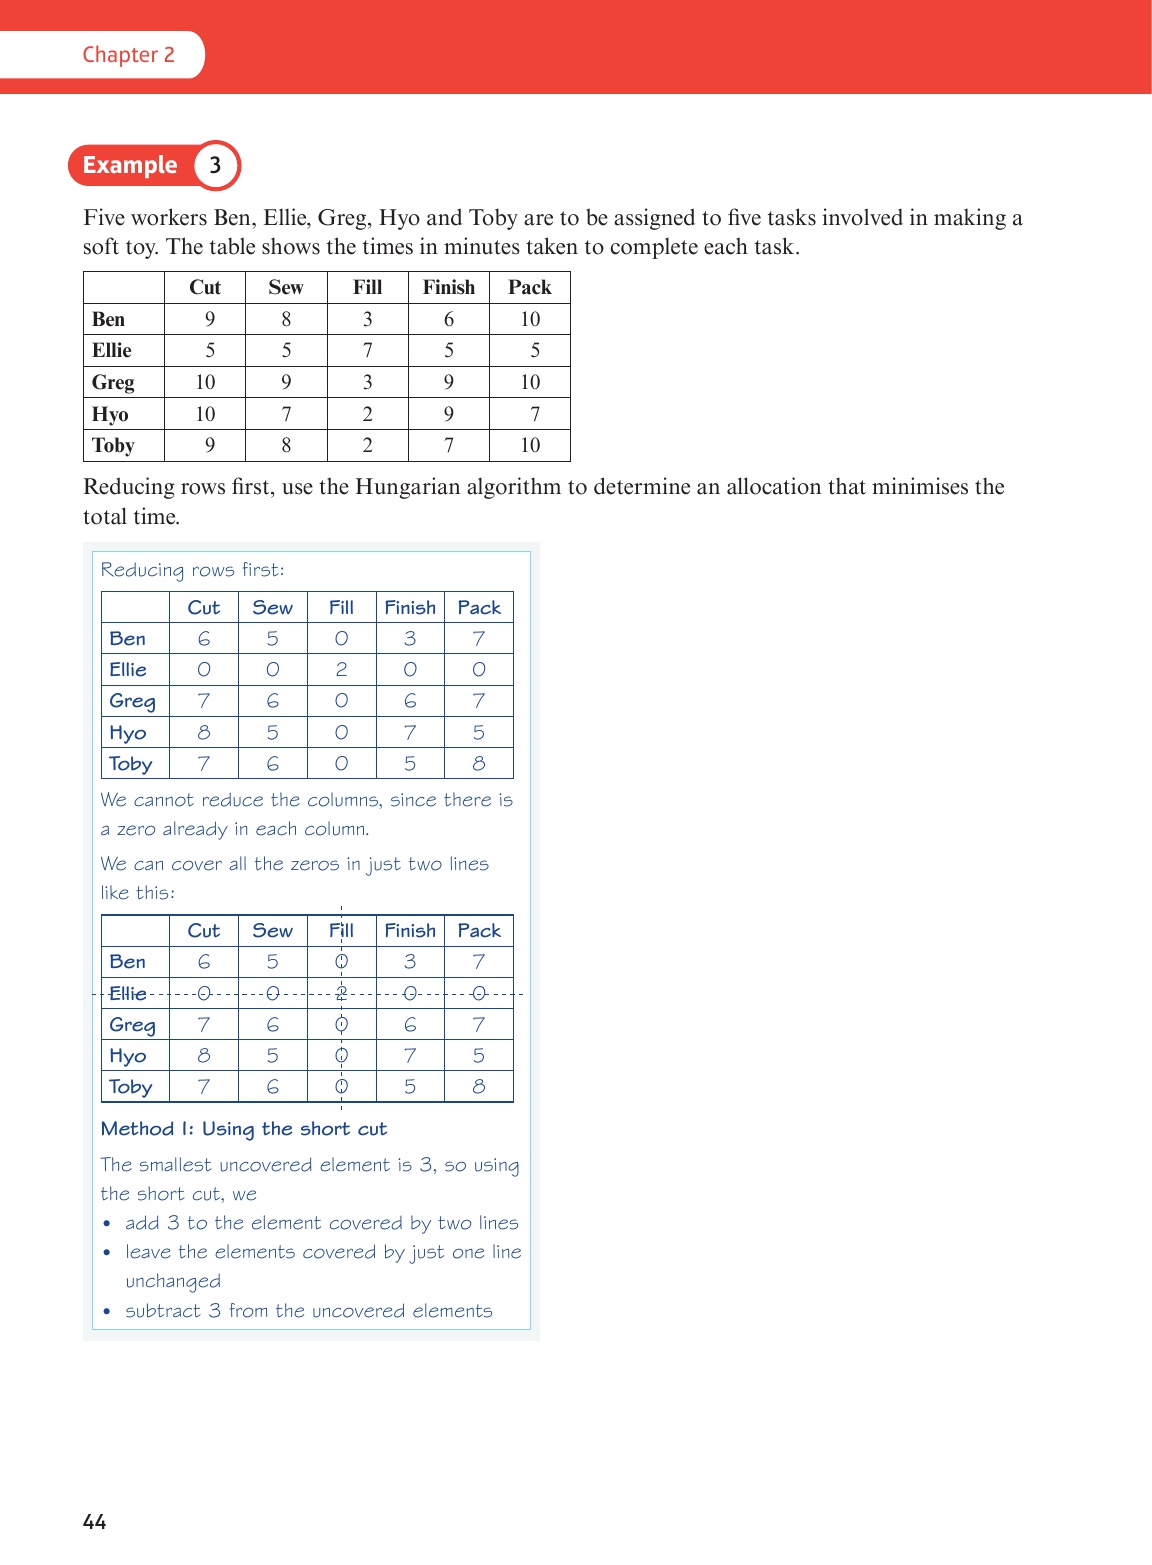 Chapter 2
Example 3
Five workers Ben, Ellie, Greg, Hyo and Toby are to be assigned to five tasks involved in making a
soft toy. The table shows the times in minutes taken to complete each task.
Cut Sew Fill Finish Pack
Ben 9 8 3 6 10
Ellie 5 5 7 5 5
Greg 10 9 3 9 10
Hyo 10 7 2 9 7
Toby 9 8 2 7 10
Reducing rows first, use the Hungarian algorithm to determine an allocation that minimises the
total time.
Reducing rows first:
Cut Sew Fill Finish Pack
Ben 6 5 0 3 7
Ellie 0 0 2 0 0
Greg 7 6 0 6 7
Hyo 8 5 0 7 5
Toby 7 6 0 5 8
We cannot reduce the columns, since there is
a zero already in each column.
We can cover all the zeros in just two lines
like this:
Cut Sew Fill Finish Pack
Ben 6 5 0 3 7
Ellie 0 0 2 0 0
Greg 7 6 0 6 7
Hyo 8 5 0 7 5
Toby 7 6 0 5 8
Method 1: Using the short cut
The smallest uncovered element is 3, so using
the short cut, we
• add 3 to the element covered by two lines
• leave the elements covered by just one line
unchanged
• subtract 3 from the uncovered elements
44